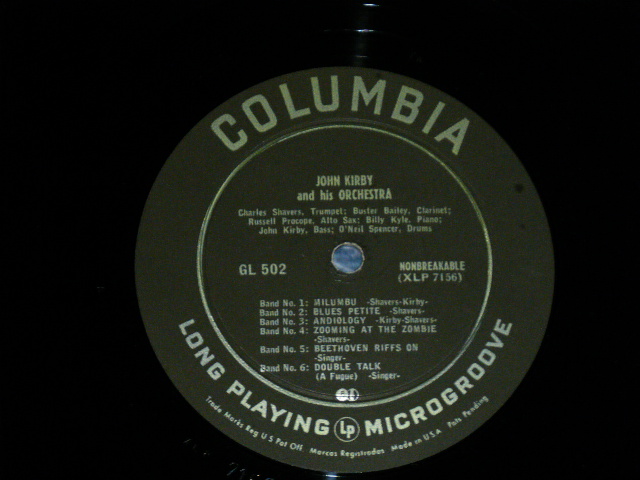 COLUMBIA
JOHN KIRBY
and his ORCHESTRA
Charles Shavers, Trumpet; Buster Bailey, Clarinet;
Russell Procope, Alto Sax; Billy Kyle, Piano;
John Kirby, Bass; O'Neil Spencer, Drums
GL 502
NONBREAKABLE
(XLP 7156)
Band No. 1: MILUMBU -Shavers-Kirby-
Band No. 2: BLUES PETITE -Shavers-
Band No. 3: ANDIOLOGY -Kirby-Shavers-
Band No. 4: ZOOMING AT THE ZOMBIE
-Shavers-
Band No. 5: BEETHOVEN RIFFS ON
-Singer-
Band No. 6: DOUBLE TALK
(A Fugue) -Singer-
LONG PLAYING Lp MICROGROOVE
Trade Marks Reg U S Pat Off Marcas Registradas Made in U.S.A. Pats Pending